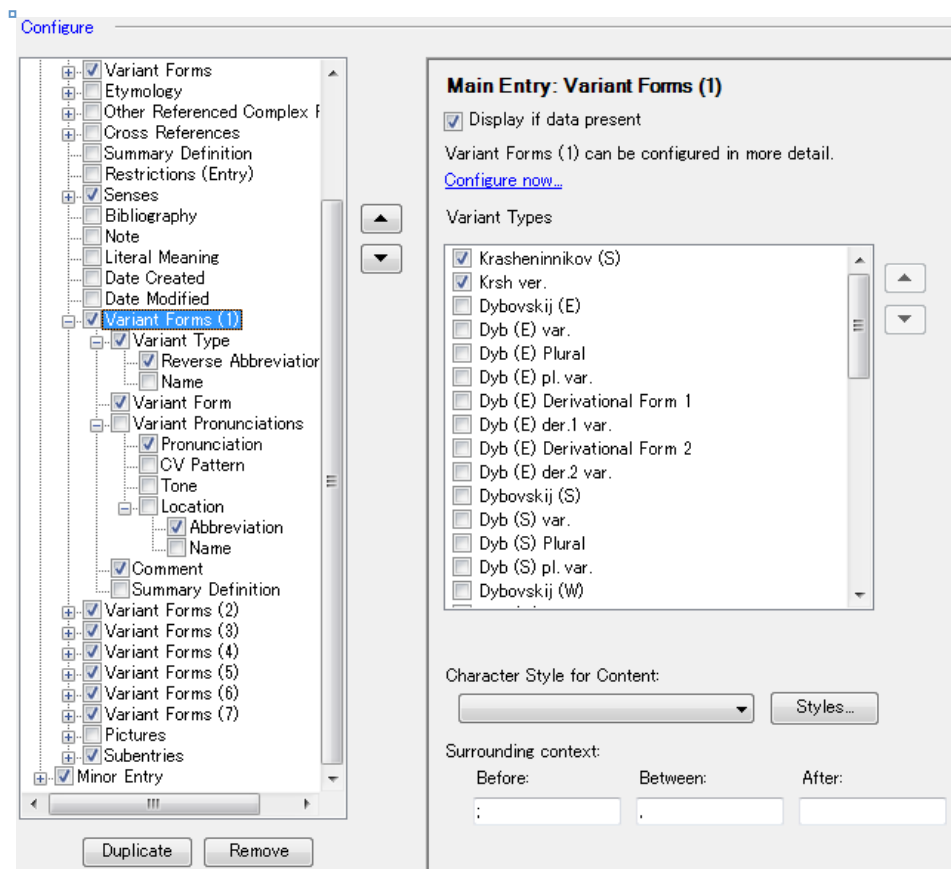 Configure
Variant Forms
Etymology
Other Referenced Complex F
Cross References
Summary Definition
Restrictions (Entry)
Senses
Bibliography
Note
Literal Meaning
Date Created
Date Modified
Variant Forms (1)
Variant Type
Reverse Abbreviation
Name
Variant Form
Variant Pronunciations
Pronunciation
CV Pattern
Tone
Location
Abbreviation
Name
Comment
Summary Definition
Variant Forms (2)
Variant Forms (3)
Variant Forms (4)
Variant Forms (5)
Variant Forms (6)
Variant Forms (7)
Pictures
Subentries
Minor Entry
Duplicate
Remove
Main Entry: Variant Forms (1)
Display if data present
Variant Forms (1) can be configured in more detail.
Configure now...
Variant Types
Krasheninnikov (S)
Krsh ver.
Dybovskij (E)
Dyb (E) var.
Dyb (E) Plural
Dyb (E) pl. var.
Dyb (E) Derivational Form 1
Dyb (E) der.1 var.
Dyb (E) Derivational Form 2
Dyb (E) der.2 var.
Dybovskij (S)
Dyb (S) var.
Dyb (S) Plural
Dyb (S) pl. var.
Dybovskij (W)
Character Style for Content:
Styles...
Surrounding context:
Before: Between: After:
; ,